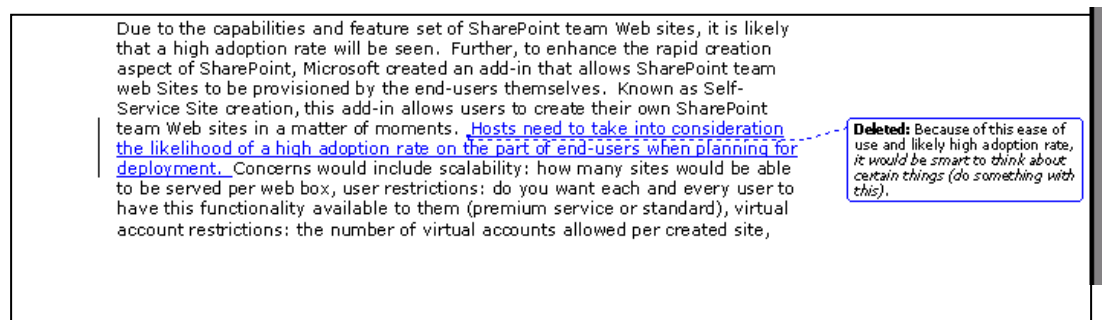 Due to the capabilities and feature set of SharePoint team Web sites, it is likely
that a high adoption rate will be seen. Further, to enhance the rapid creation
aspect of SharePoint, Microsoft created an add-in that allows SharePoint team
web Sites to be provisioned by the end-users themselves. Known as Self-
Service Site creation, this add-in allows users to create their own SharePoint
team Web sites in a matter of moments. Hosts need to take into consideration
the likelihood of a high adoption rate on the part of end-users when planning for
deployment. Concerns would include scalability: how many sites would be able
to be served per web box, user restrictions: do you want each and every user to
have this functionality available to them (premium service or standard), virtual
account restrictions: the number of virtual accounts allowed per created site,
Deleted: Because of this ease of
use and likely high adoption rate,
it would be smart to think about
certain things (do something with
this).